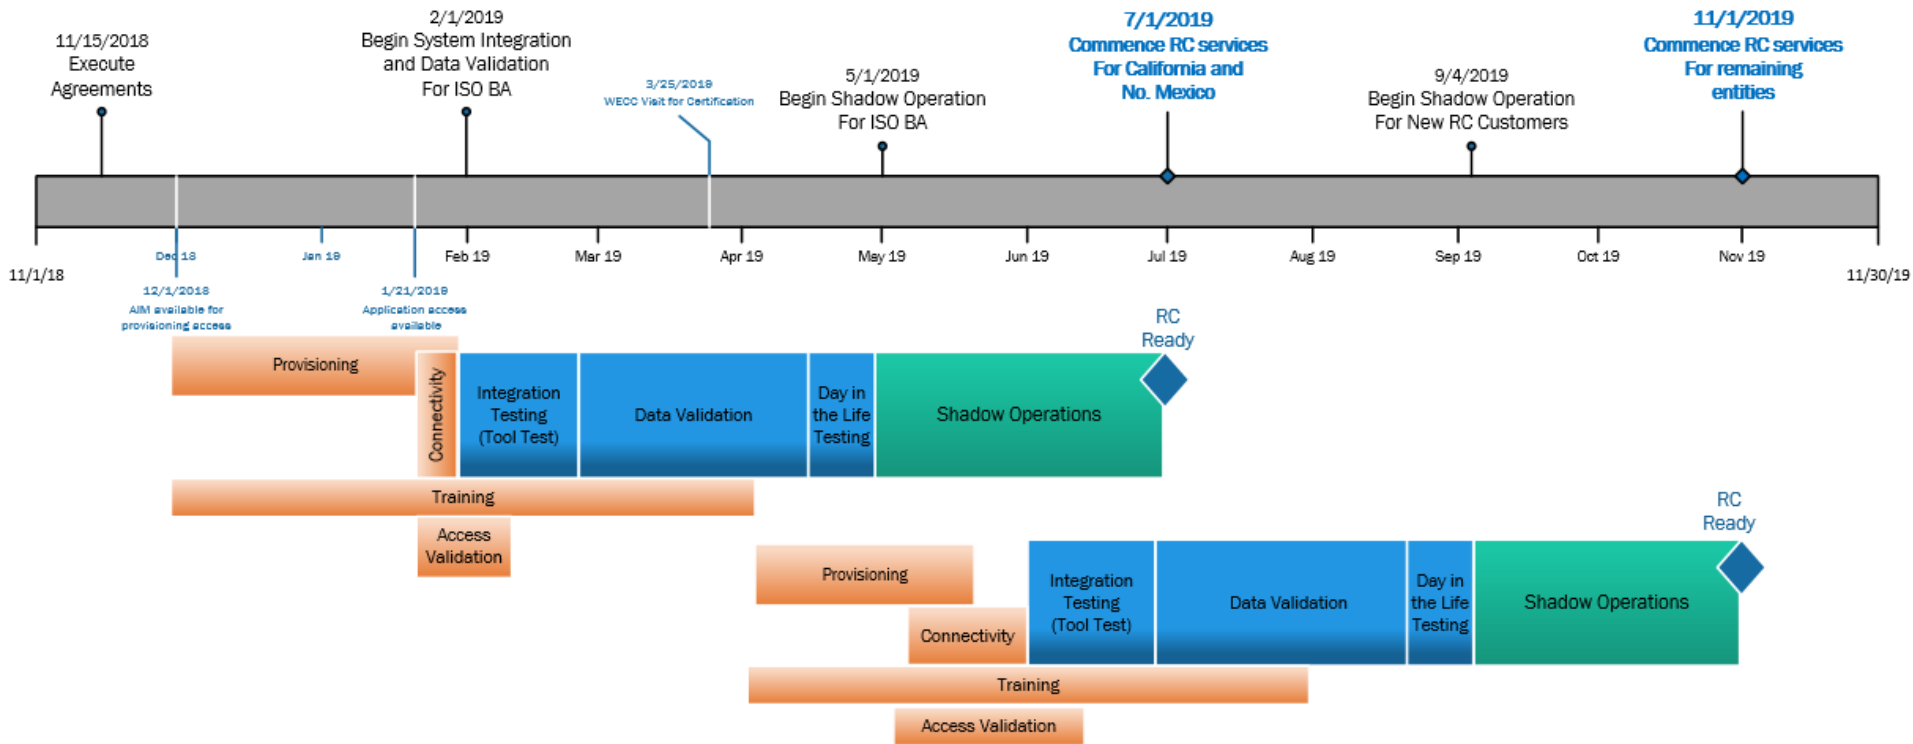 11/15/2018
Execute
Agreements
2/1/2019
Begin System Integration
and Data Validation
For ISO BA
3/25/2019
WECC Visit for Certification
5/1/2019
Begin Shadow Operation
For ISO BA
7/1/2019
Commence RC services
For California and
No. Mexico
9/4/2019
Begin Shadow Operation
For New RC Customers
11/1/2019
Commence RC services
For remaining
entities
11/1/18
Dec 18
Jan 19
Feb 19
Mar 19
Apr 19
May 19
Jun 19
Jul 19
Aug 19
Sep 19
Oct 19
Nov 19
11/30/19
12/1/2018
AIM available for
provisioning access
1/21/2019
Application access
available
Provisioning
Connectivity
Integration
Testing
(Tool Test)
Data Validation
Day in
the Life
Testing
Shadow Operations
RC
Ready
Training
Access
Validation
Provisioning
Connectivity
Integration
Testing
(Tool Test)
Data Validation
Day in
the Life
Testing
Shadow Operations
RC
Ready
Training
Access Validation